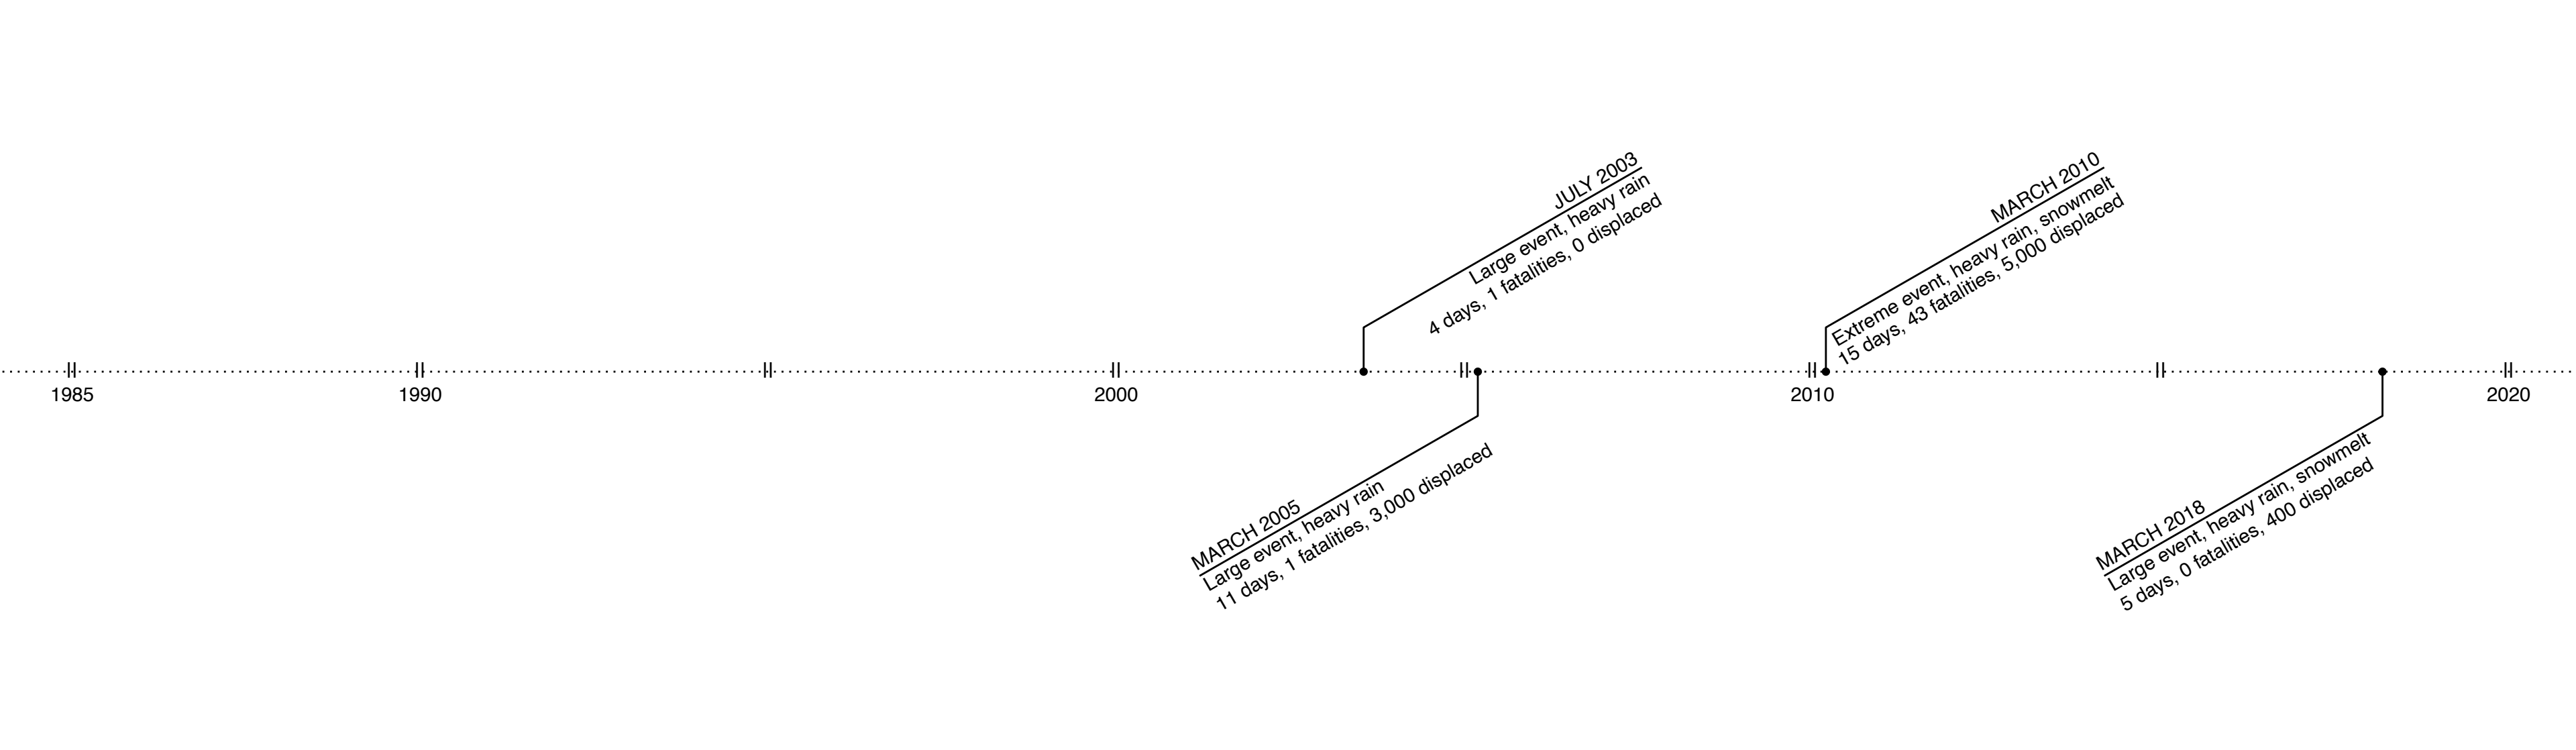 JULY 2003
Large event, heavy rain
4 days, 1 fatalities, 0 displaced
MARCH 2010
Extreme event, heavy rain, snowmelt
15 days, 43 fatalities, 5,000 displaced
1985
1990
2000
2010
2020
MARCH 2005
Large event, heavy rain
11 days, 1 fatalities, 3,000 displaced
MARCH 2018
Large event, heavy rain, snowmelt
5 days, 0 fatalities, 400 displaced